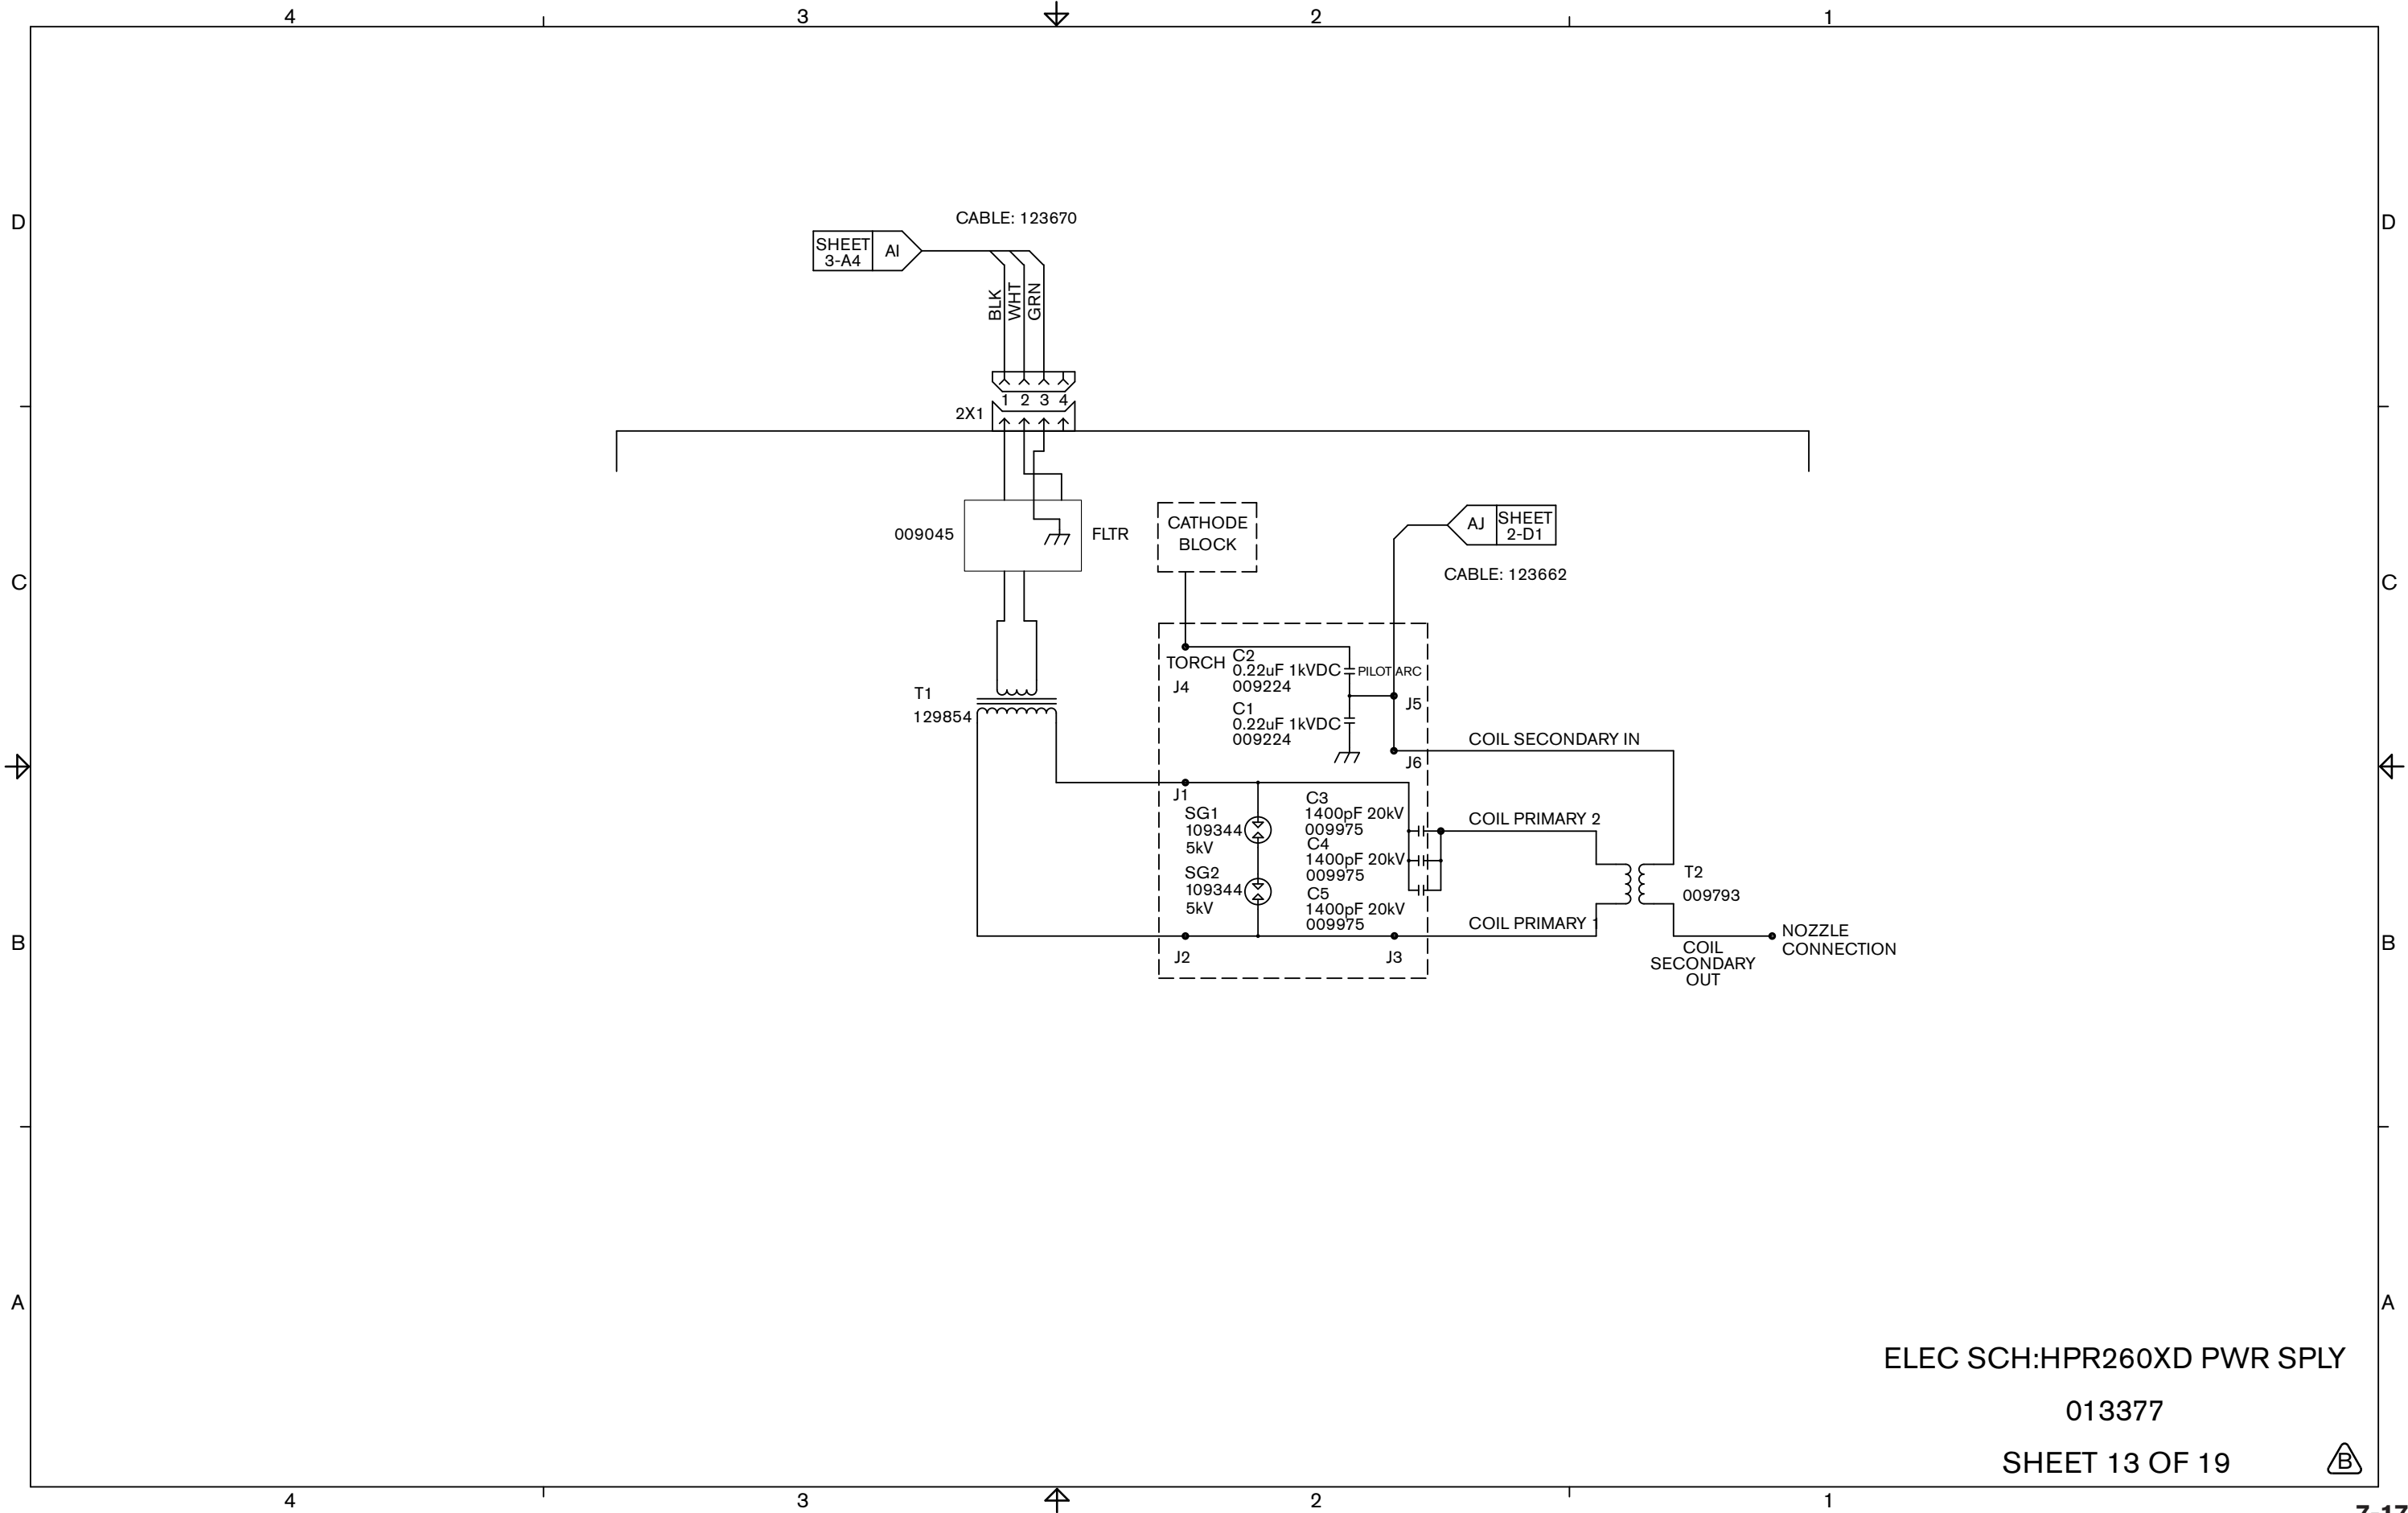 4 3 2 1
D D
CABLE: 123670
SHEET
3-A4
AI
BLK
WHT
GRN
1 2 3 4
2X1
009045
FLTR
CATHODE
BLOCK
AJ
SHEET
2-D1
CABLE: 123662
C C
TORCH
J4
C2
0.22uF 1kVDC
009224
PILOT ARC
J5
T1
129854
C1
0.22uF 1kVDC
009224
COIL SECONDARY IN
J6
J1
SG1
109344
5kV
C3
1400pF 20kV
009975
COIL PRIMARY 2
C4
1400pF 20kV
009975
SG2
109344
5kV
C5
1400pF 20kV
009975
T2
009793
COIL PRIMARY 1
J2
J3
NOZZLE
CONNECTION
COIL
SECONDARY
OUT
B B
A A
ELEC SCH:HPR260XD PWR SPLY
013377
SHEET 13 OF 19
B
4 3 2 1
7-17